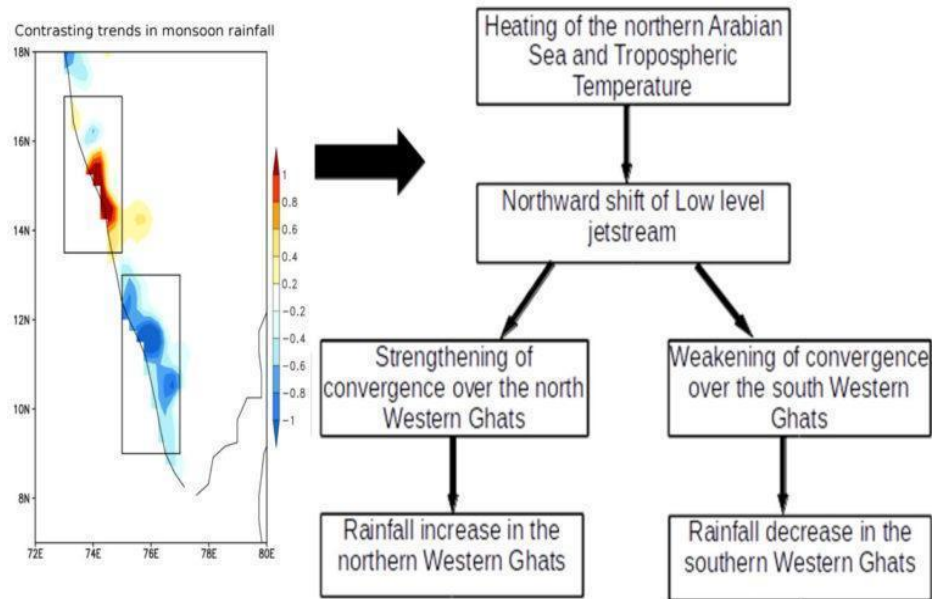 Contrasting trends in monsoon rainfall
18N
16N
14N
12N
10N
8N
72E 74E 76E 78E 80E
1
0.8
0.6
0.4
0.2
−0.2
−0.4
−0.6
−0.8
−1
Heating of the northern Arabian
Sea and Tropospheric
Temperature
Northward shift of Low level
jetstream
Strengthening of
convergence over the north
Western Ghats
Weakening of convergence
over the south Western
Ghats
Rainfall increase in the
northern Western Ghats
Rainfall decrease in the
southern Western Ghats